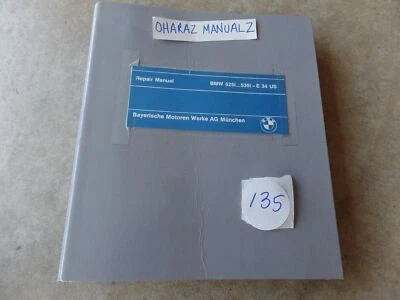 OHARAZ MANUALZ
Repair Manual BMW 525i...535i - E 34 US
Bayerische Motoren Werke AG München
135